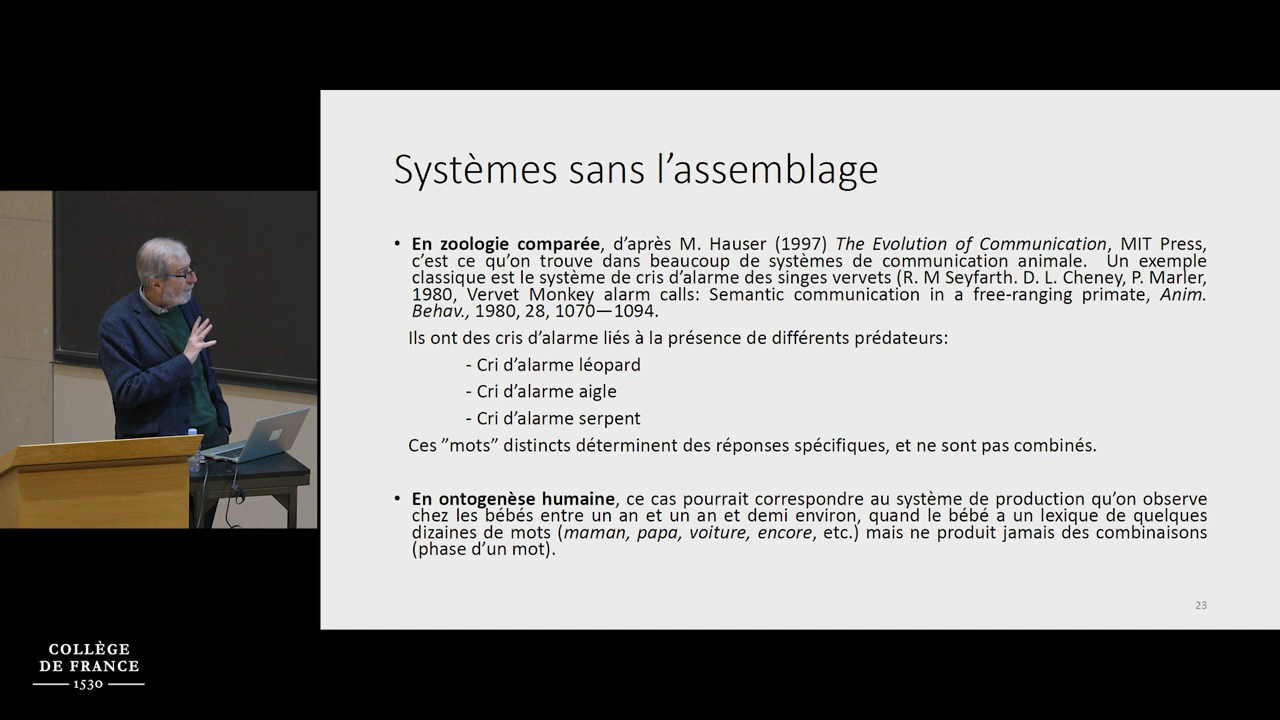 Systèmes sans l’assemblage
• En zoologie comparée, d’après M. Hauser (1997) The Evolution of Communication, MIT Press,
c’est ce qu’on trouve dans beaucoup de systèmes de communication animale. Un exemple
classique est le système de cris d’alarme des singes vervets (R. M Seyfarth. D. L. Cheney, P. Marler,
1980, Vervet Monkey alarm calls: Semantic communication in a free-ranging primate, Anim.
Behav., 1980, 28, 1070—1094.
Ils ont des cris d’alarme liés à la présence de différents prédateurs:
- Cri d’alarme léopard
- Cri d’alarme aigle
- Cri d’alarme serpent
Ces ”mots” distincts déterminent des réponses spécifiques, et ne sont pas combinés.
• En ontogenèse humaine, ce cas pourrait correspondre au système de production qu’on observe
chez les bébés entre un an et un an et demi environ, quand le bébé a un lexique de quelques
dizaines de mots (maman, papa, voiture, encore, etc.) mais ne produit jamais des combinaisons
(phase d’un mot).
23
COLLÈGE
DE FRANCE
1530